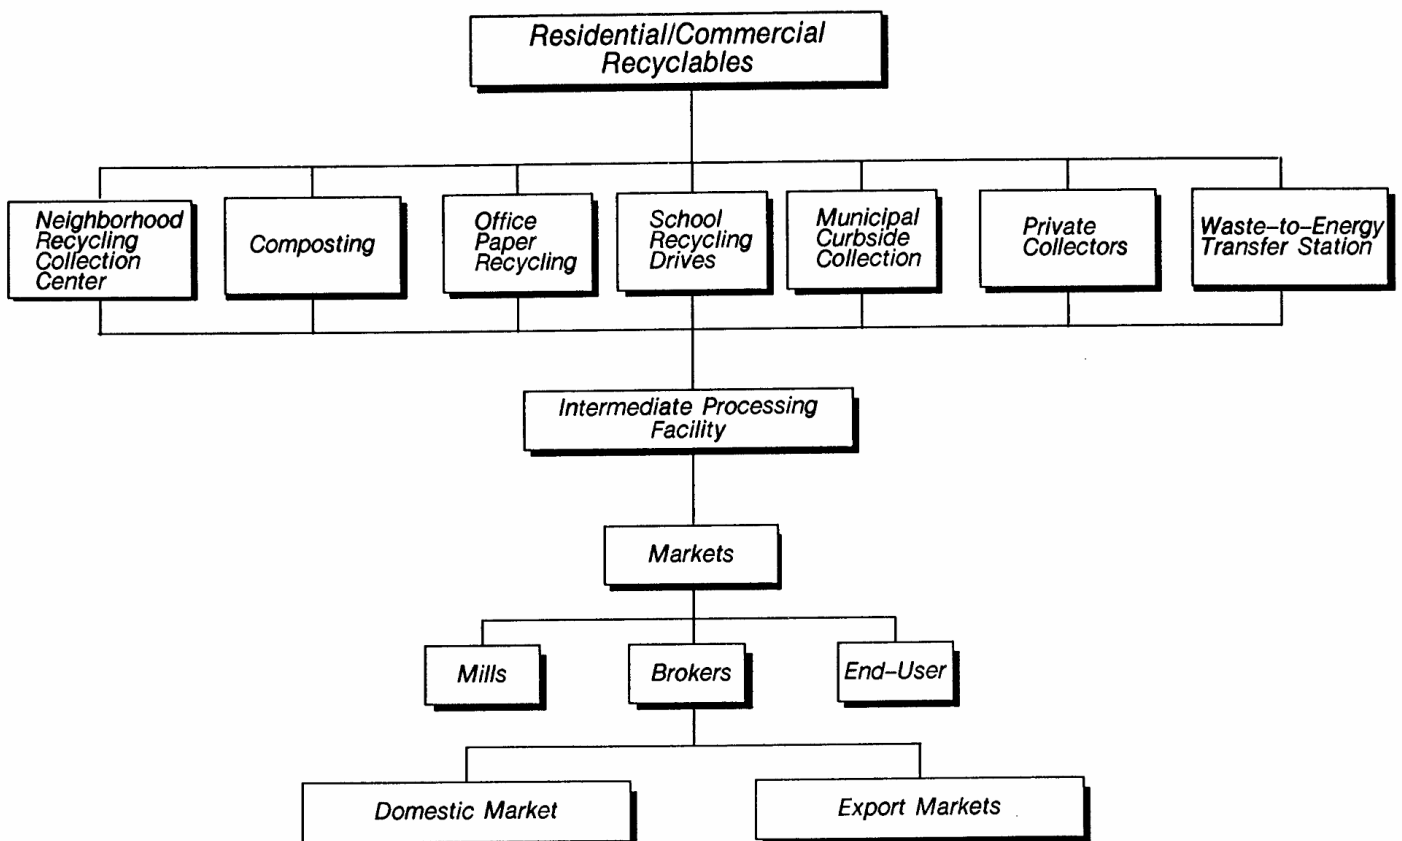 Residential/Commercial
Recyclables
Neighborhood
Recycling
Collection
Center
Composting
Office
Paper
Recycling
School
Recycling
Drives
Municipal
Curbside
Collection
Private
Collectors
Waste-to-Energy
Transfer Station
Intermediate Processing
Facility
Markets
Mills
Brokers
End-User
Domestic Market
Export Markets